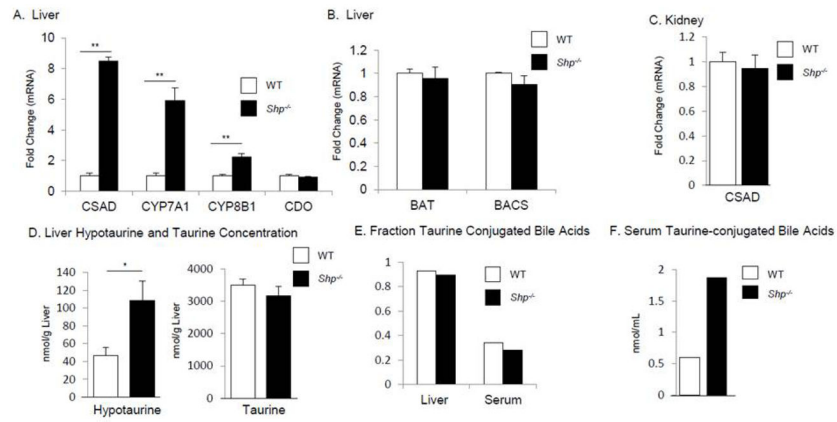 A. Liver
Fold Change (mRNA)
10
8
6
4
2
0
**
**
**
WT
Shp-/-
CSAD
CYP7A1
CYP8B1
CDO
B. Liver
Fold Change (mRNA)
1.2
1
0.8
0.6
0.4
0.2
0
WT
Shp-/-
BAT
BACS
C. Kidney
Fold Change (mRNA)
1.2
1
0.8
0.6
0.4
0.2
0
WT
Shp-/-
CSAD
D. Liver Hypotaurine and Taurine Concentration
nmol/g Liver
140
120
100
80
60
40
20
0
*
Hypotaurine
WT
Shp-/-
nmol/g Liver
4000
3000
2000
1000
0
Taurine
E. Fraction Taurine Conjugated Bile Acids
1
0.8
0.6
0.4
0.2
0
WT
Shp-/-
Liver
Serum
F. Serum Taurine-conjugated Bile Acids
nmol/mL
2
1.5
1
0.5
0
WT
Shp-/-